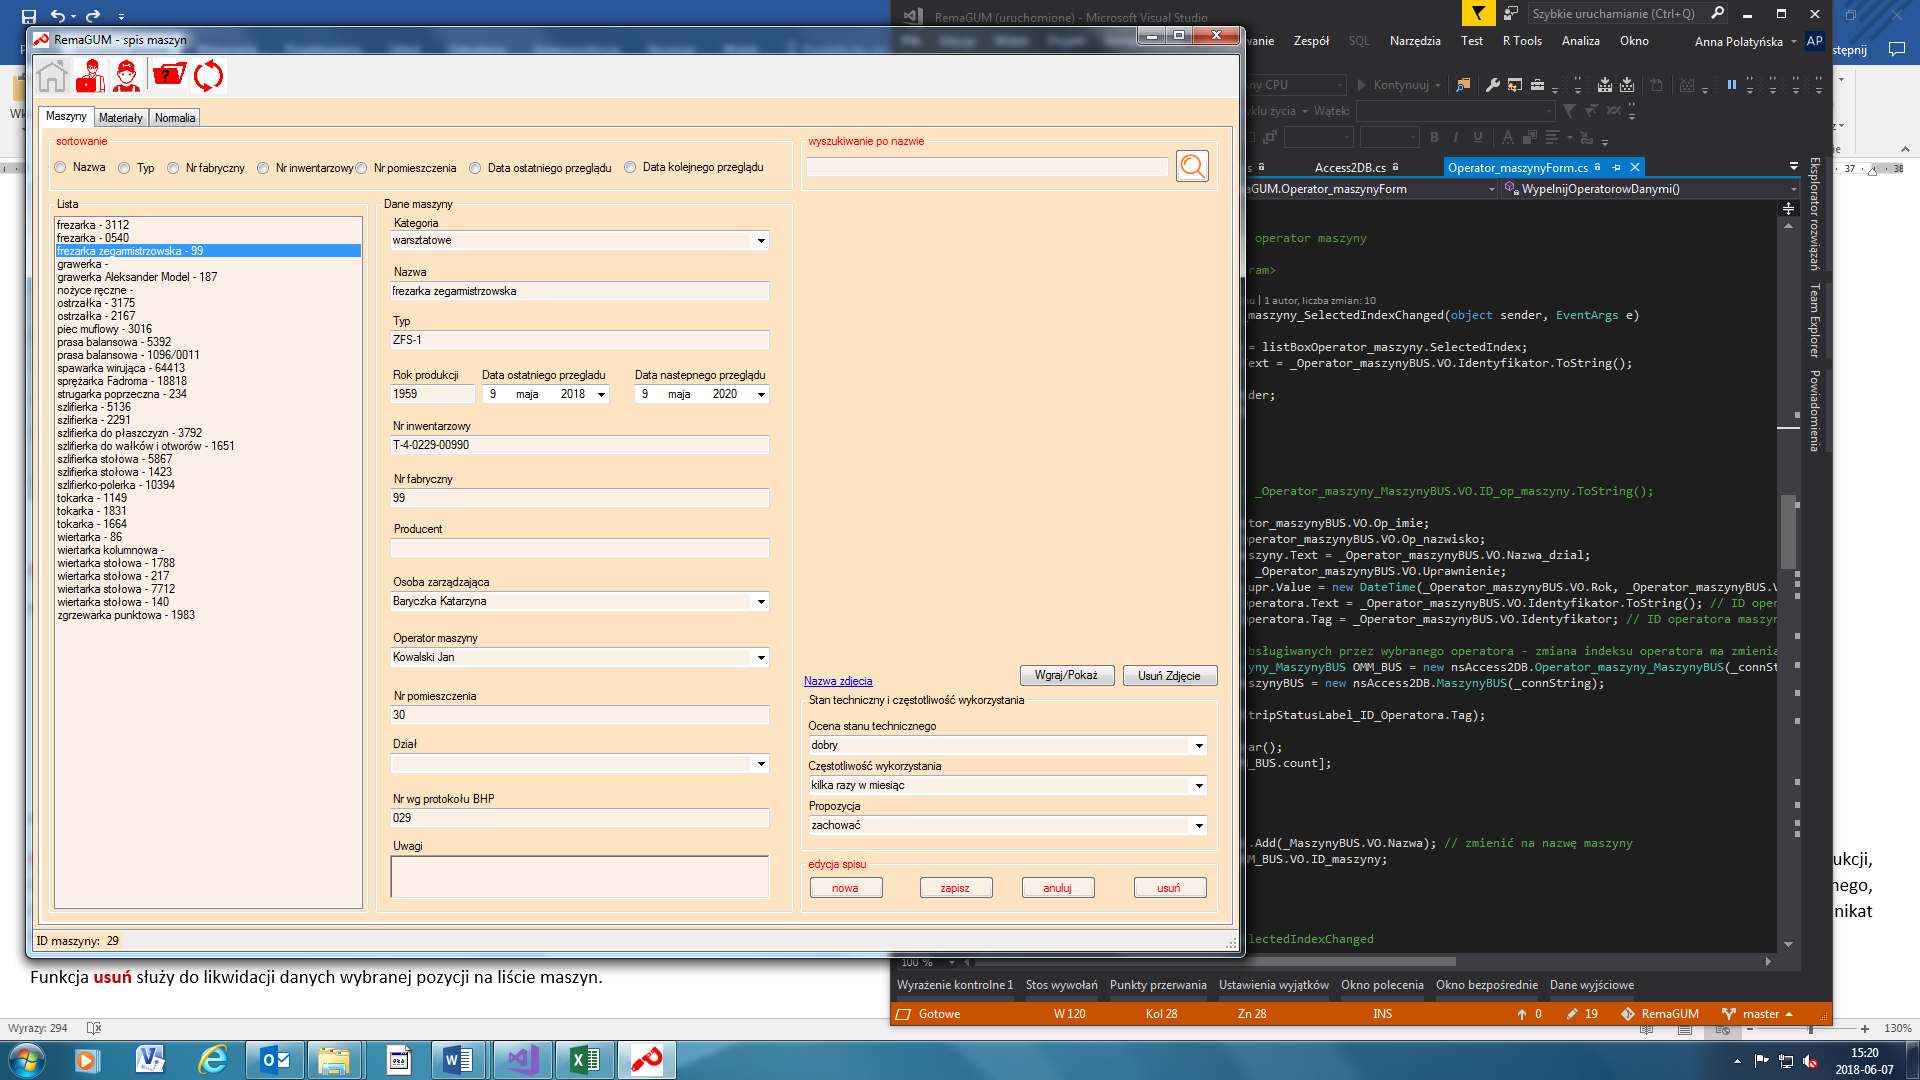 RemaGUM - spis maszyn
Maszyny
Materiały
Normalia
sortowanie
Nazwa
Typ
Nr fabryczny
Nr inwentarzowy
Nr pomieszczenia
Data ostatniego przeglądu
Data kolejnego przeglądu
wyszukiwanie po nazwie
Lista
frezarka - 3112
frezarka - 0540
frezarka zegarmistrzowska - 99
grawerka -
grawerka Aleksander Model - 187
nożyce ręczne -
ostrzałka - 3175
ostrzałka - 2167
piec muflowy - 3016
prasa balansowa - 5392
prasa balansowa - 1096/0011
spawarka wirująca - 64413
sprężarka Fadroma - 18818
strugarka poprzeczna - 234
szlifierka - 5136
szlifierka - 2291
szlifierka do płaszczyzn - 3792
szlifierka do wałków i otworów - 1651
szlifierka stołowa - 5867
szlifierka stołowa - 1423
szlifierko-polerka - 10394
tokarka - 1149
tokarka - 1831
tokarka - 1664
wiertarka - 86
wiertarka kolumnowa -
wiertarka stołowa - 1788
wiertarka stołowa - 217
wiertarka stołowa - 7712
wiertarka stołowa - 140
zgrzewarka punktowa - 1983
Dane maszyny
Kategoria
warsztatowe
Nazwa
frezarka zegarmistrzowska
Typ
ZFS-1
Rok produkcji
Data ostatniego przegladu
Data nastepnego przeglądu
1959
9 maja 2018
9 maja 2020
Nr inwentarzowy
T-4-0229-00990
Nr fabryczny
99
Producent
Osoba zarządzająca
Baryczka Katarzyna
Operator maszyny
Kowalski Jan
Nr pomieszczenia
30
Dział
Nr wg protokołu BHP
029
Uwagi
Nazwa zdjęcia
Wgraj/Pokaż
Usuń Zdjęcie
Stan techniczny i częstotliwość wykorzystania
Ocena stanu technicznego
dobry
Częstotliwość wykorzystania
kilka razy w miesiąc
Propozycja
zachować
edycja spisu
nowa
zapisz
anuluj
usuń
ID maszyny: 29
Funkcja usuń służy do likwidacji danych wybranej pozycji na liście maszyn.
Wyrazy: 294
RemaGUM (uruchomione) - Microsoft Visual Studio
Szybkie uruchamianie (Ctrl+Q)
wanie
Zespół
SQL
Narzędzia
Test
R Tools
Analiza
Okno
Anna Polatyńska
AP
ny CPU
Kontynuuj
klu życia
Wątek:
Access2DB.cs
Operator_maszynyForm.cs
aGUM.Operator_maszynyForm
WypelnijOperatorowDanymi()
operator maszyny
ram>
u | 1 autor, liczba zmian: 10
_maszyny_SelectedIndexChanged(object sender, EventArgs e)
= listBoxOperator_maszyny.SelectedIndex;
ext = _Operator_maszynyBUS.VO.Identyfikator.ToString();
der;
_Operator_maszyny_MaszynyBUS.VO.ID_op_maszyny.ToString();
tor_maszynyBUS.VO.Op_imie;
perator_maszynyBUS.VO.Op_nazwisko;
szyny.Text = _Operator_maszynyBUS.VO.Nazwa_dzial;
= _Operator_maszynyBUS.VO.Uprawnienie;
_upr.Value = new DateTime(_Operator_maszynyBUS.VO.Rok, _Operator_maszynyBUS.V
Operatora.Text = _Operator_maszynyBUS.VO.Identyfikator.ToString(); // ID oper
Operatora.Tag = _Operator_maszynyBUS.VO.Identyfikator; // ID operatora maszyn
bsługiwanych przez wybranego operatora - zmiana indeksu operatora ma zmienia
yny_MaszynyBUS OMM_BUS = new nsAccess2DB.Operator_maszyny_MaszynyBUS(_connSt
szynyBUS = new nsAccess2DB.MaszynyBUS(_connString);
tripStatusLabel_ID_Operatora.Tag);
ar();
_BUS.count];
.Add(_MaszynyBUS.VO.Nazwa); // zmienić na nazwę maszyny
M_BUS.VO.ID_maszyny;
lectedIndexChanged
100 %
Eksplorator rozwiązań
Team Explorer
Powiadomienia
Wyrażenie kontrolne 1
Stos wywołań
Punkty przerwania
Ustawienia wyjątków
Okno polecenia
Okno bezpośrednie
Dane wyjściowe
Gotowe
W 120
Kol 28
Zn 28
INS
0
19
RemaGUM
master
stępnij
37
38
ukcji,
nego,
nikat
130%
15:20
2018-06-07